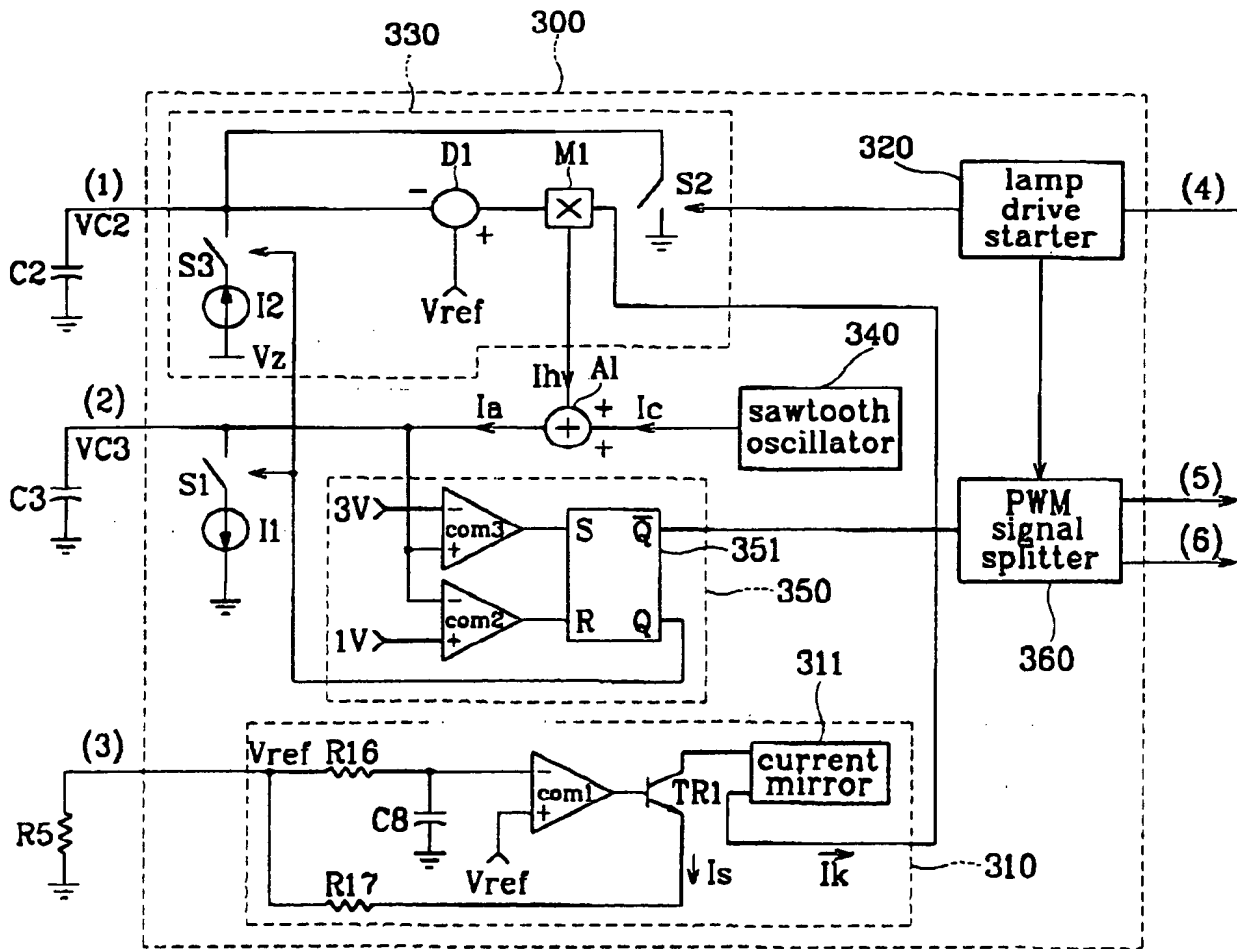 300
330
320
lamp
drive
starter
(4)
(1)
VC2
C2
D1
-
+
M1
×
S2
S3
I2
Vz
Vref
340
sawtooth
oscillator
Ih
A1
+
+
+
Ia
Ic
(2)
VC3
C3
S1
I1
3V
-
+
com3
1V
-
+
com2
S
R
Q̅
Q
351
350
PWM
signal
splitter
(5)
(6)
360
311
current
mirror
(3)
Vref
R16
R5
C8
-
+
com1
Vref
TR1
R17
Is
Ik
310